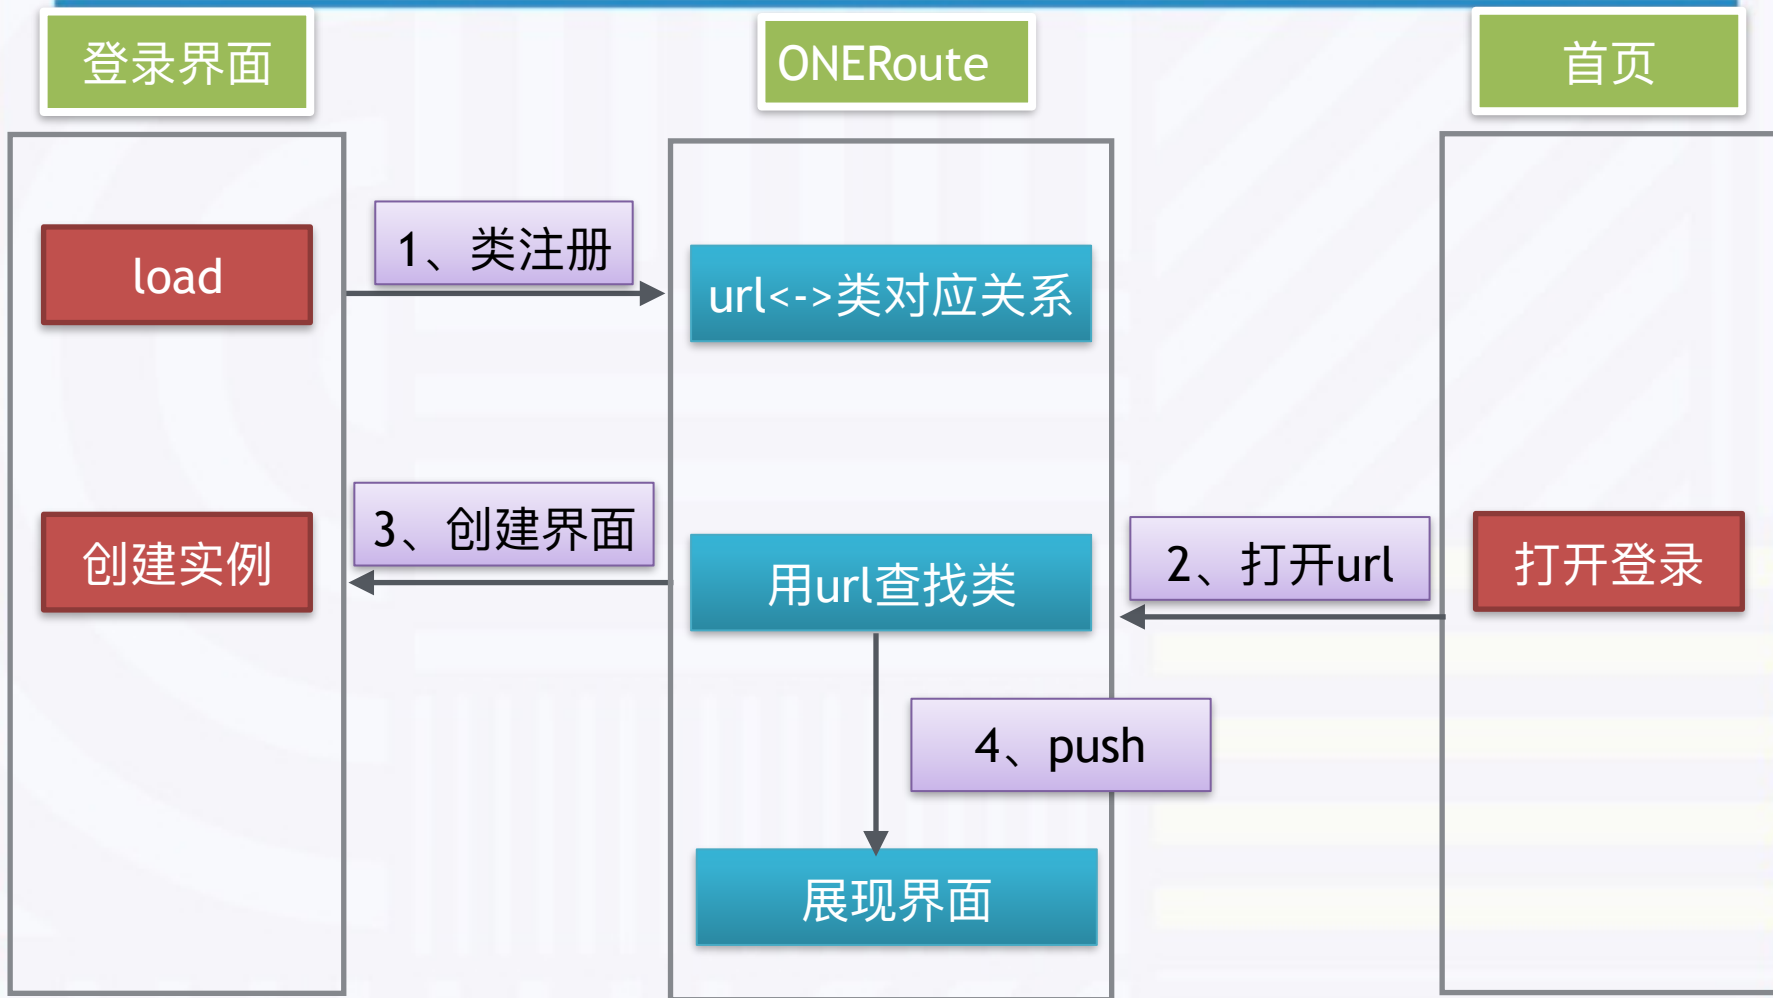 登录界面
ONERoute
首页
load
1、类注册
url<->类对应关系
创建实例
3、创建界面
用url查找类
2、打开url
打开登录
4、push
展现界面